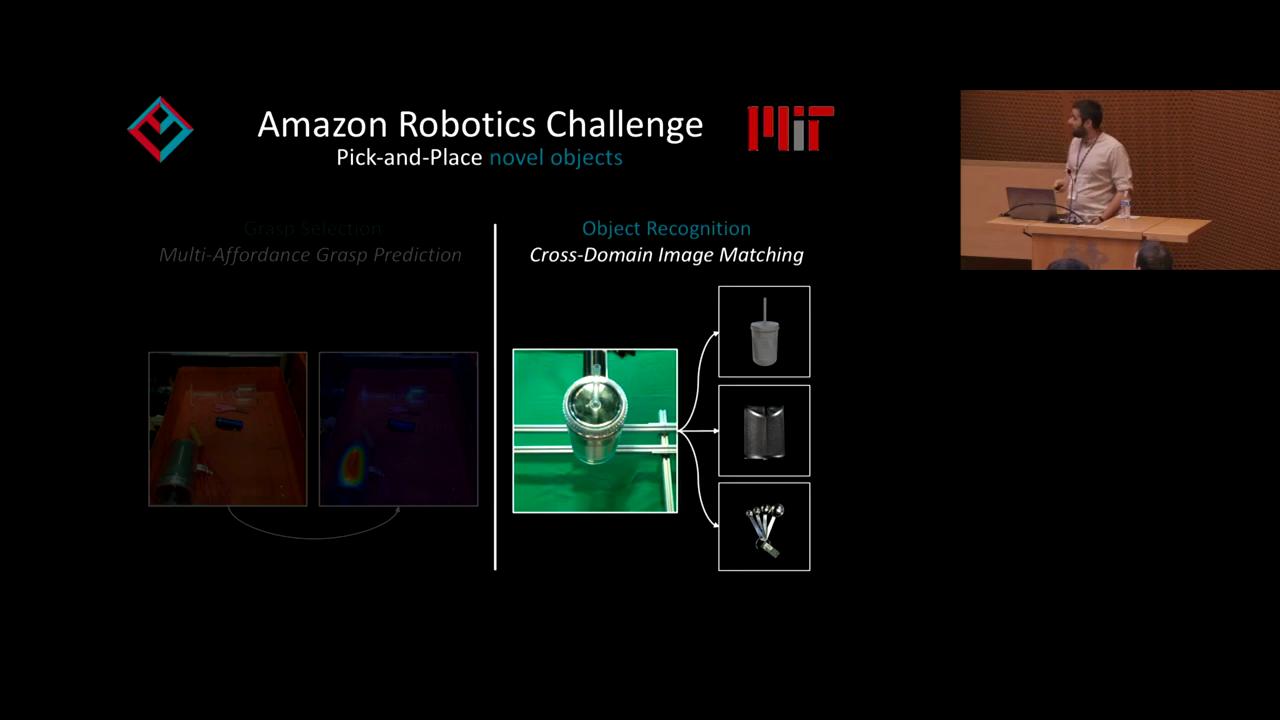 Amazon Robotics Challenge
MIT
Pick-and-Place novel objects
Grasp Selection
Multi-Affordance Grasp Prediction
Object Recognition
Cross-Domain Image Matching